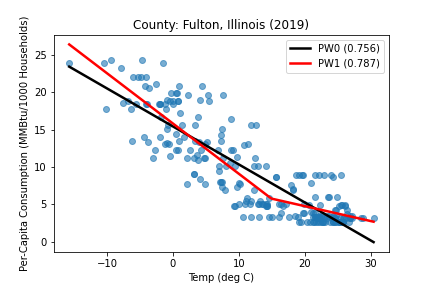 County: Fulton, Illinois (2019)
PW0 (0.756)
PW1 (0.787)
Per-Capita Consumption (MMBtu/1000 Households)
25
20
15
10
5
0
−10
0
10
20
30
Temp (deg C)